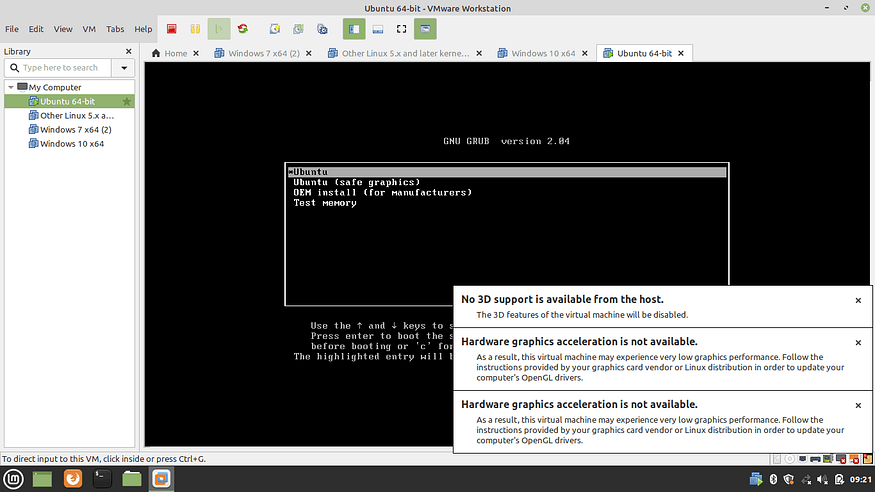 Ubuntu 64-bit - VMware Workstation
File Edit View VM Tabs Help
Library
Type here to search
My Computer
Ubuntu 64-bit
Other Linux 5.x a...
Windows 7 x64 (2)
Windows 10 x64
Home
Windows 7 x64 (2)
Other Linux 5.x and later kerne...
Windows 10 x64
Ubuntu 64-bit
GNU GRUB version 2.04
*Ubuntu
Ubuntu (safe graphics)
OEM install (for manufacturers)
Test memory
Use the ↑ and ↓ keys to s
Press enter to boot the s
before booting or 'c' for
The highlighted entry will b
No 3D support is available from the host.
The 3D features of the virtual machine will be disabled.
Hardware graphics acceleration is not available.
As a result, this virtual machine may experience very low graphics performance. Follow the
instructions provided by your graphics card vendor or Linux distribution in order to update your
computer's OpenGL drivers.
Hardware graphics acceleration is not available.
As a result, this virtual machine may experience very low graphics performance. Follow the
instructions provided by your graphics card vendor or Linux distribution in order to update your
computer's OpenGL drivers.
To direct input to this VM, click inside or press Ctrl+G.
09:21